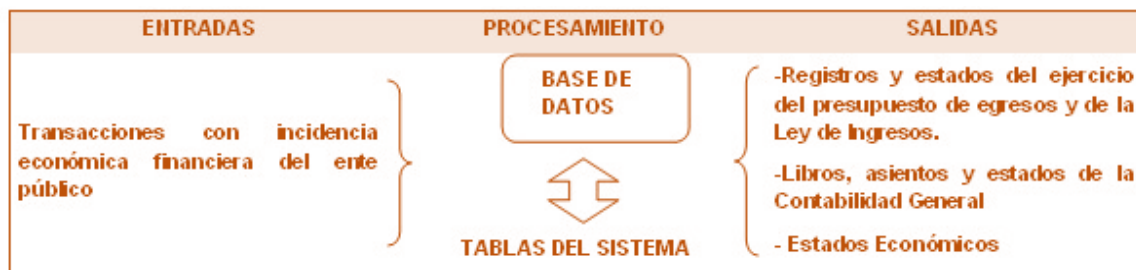 ENTRADAS
PROCESAMIENTO
SALIDAS
Transacciones con incidencia
económica financiera del ente
público
BASE DE
DATOS
TABLAS DEL SISTEMA
-Registros y estados del ejercicio
del presupuesto de egresos y de la
Ley de Ingresos.
-Libros, asientos y estados de la
Contabilidad General
- Estados Económicos